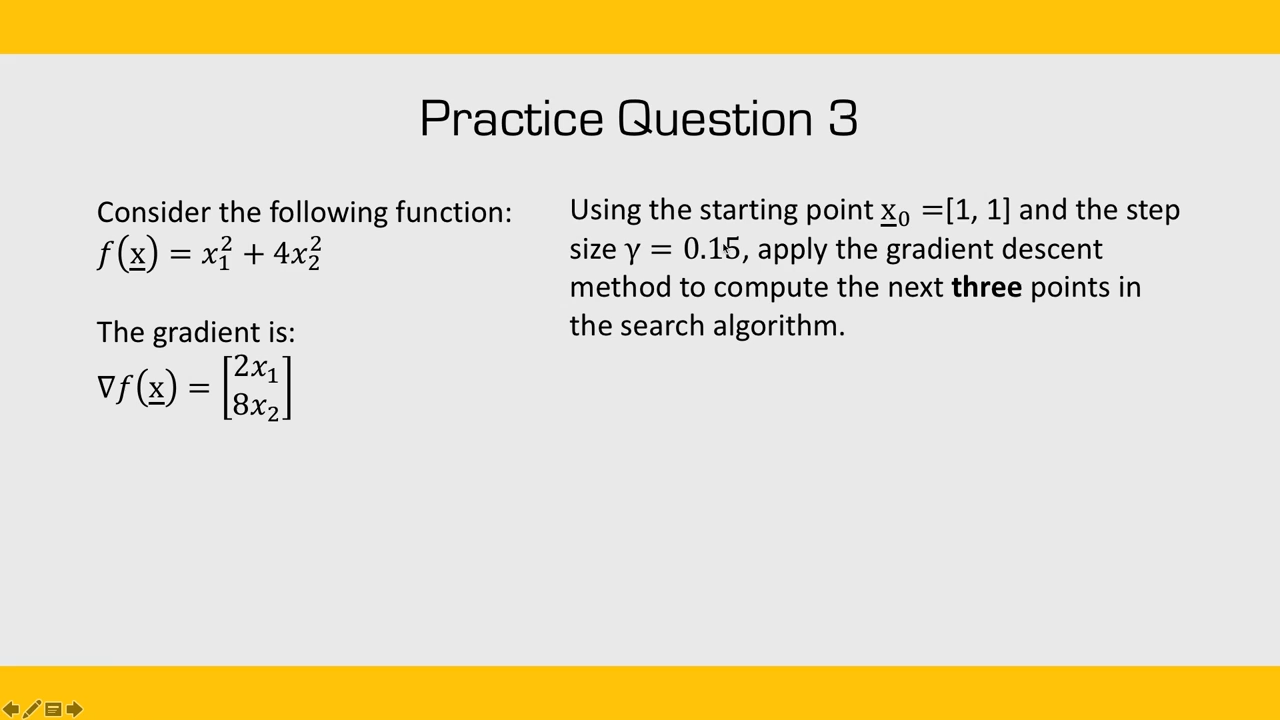 Practice Question 3
Consider the following function:
f(x̲) = x₁² + 4x₂²
The gradient is:
∇f(x̲) = [2x₁
8x₂]
Using the starting point x̲₀ =[1, 1] and the step
size γ = 0.15, apply the gradient descent
method to compute the next three points in
the search algorithm.